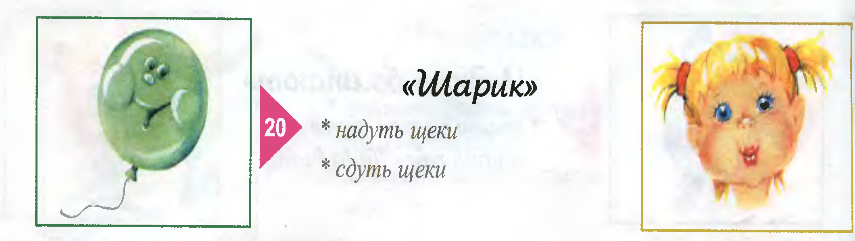 «Шарик»
20
* надуть щеки
* сдуть щеки